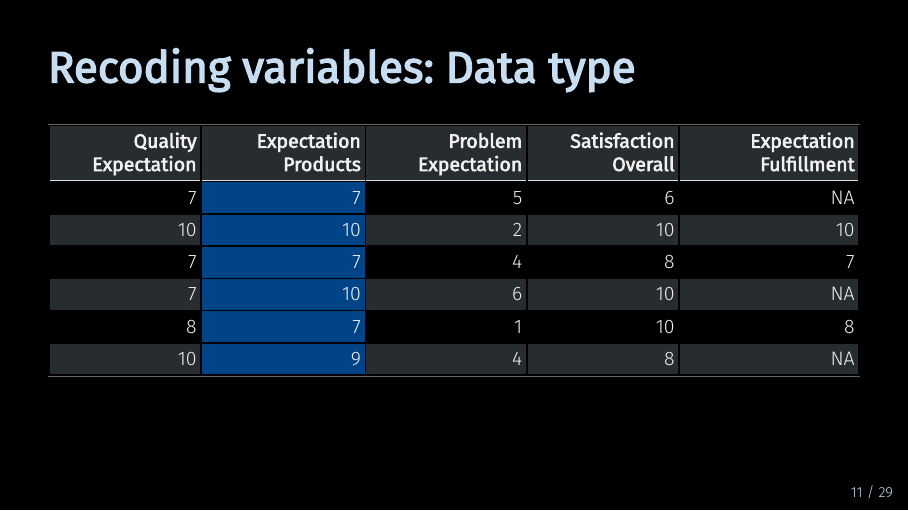 Recoding variables: Data type
Quality Expectation Problem Satisfaction Expectation
Expectation Products Expectation Overall Fulfillment
7 7 5 6 NA
10 10 2 10 10
7 7 4 8 7
7 10 6 10 NA
8 7 1 10 8
10 9 4 8 NA
11 / 29